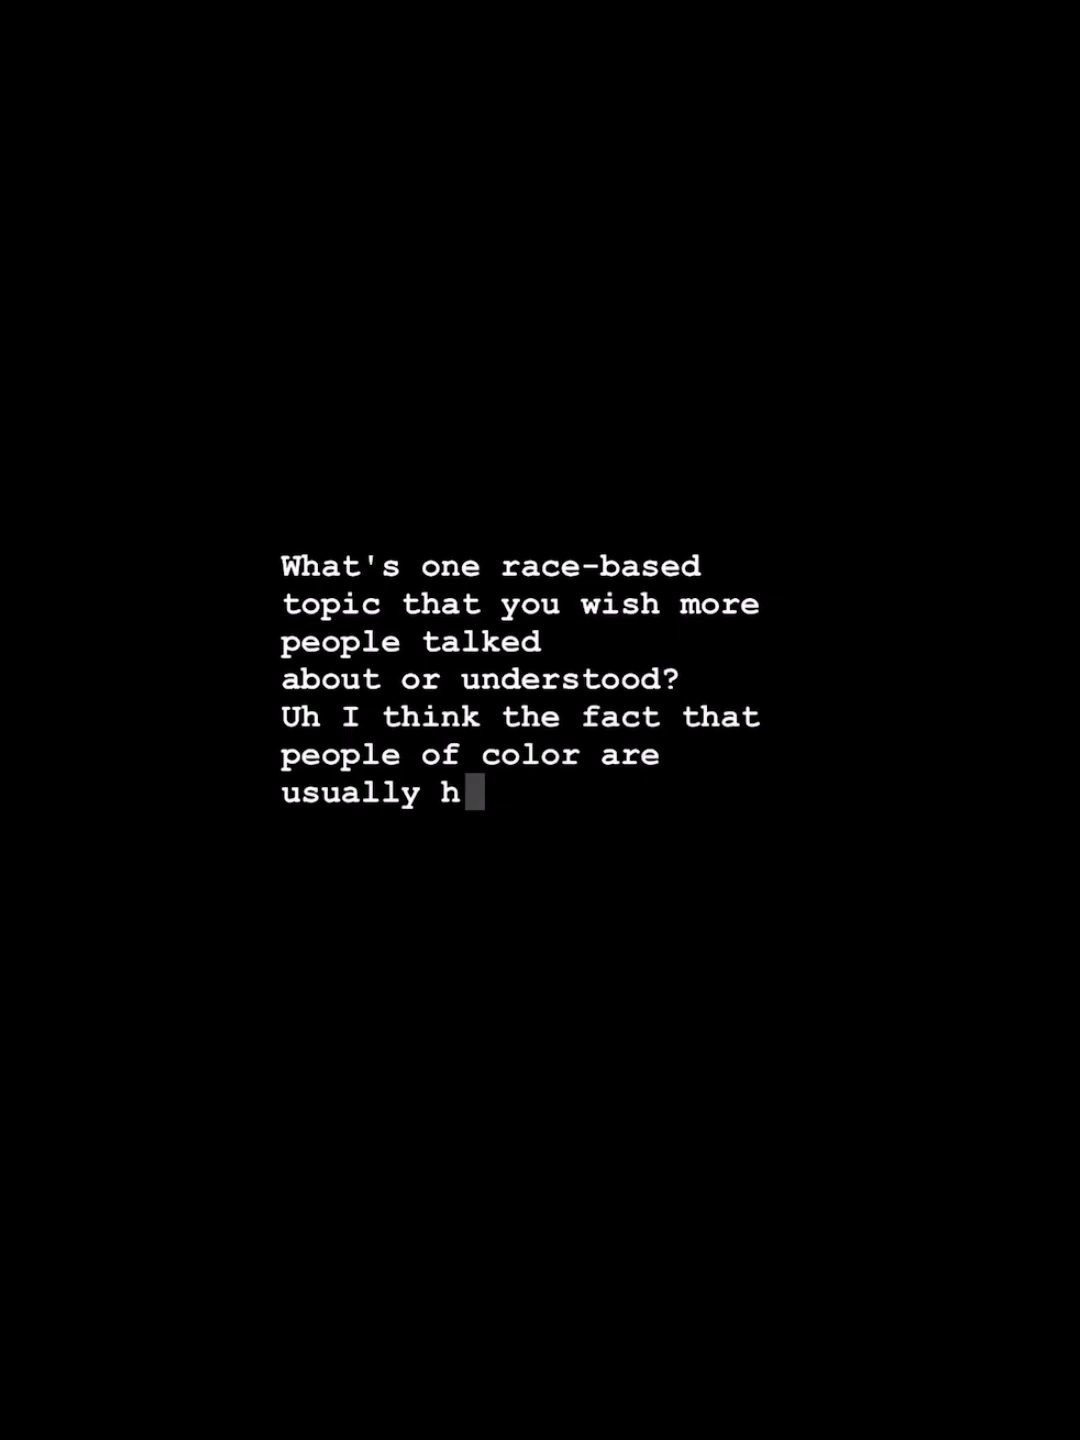 What's one race-based
topic that you wish more
people talked
about or understood?
Uh I think the fact that
people of color are
usually h